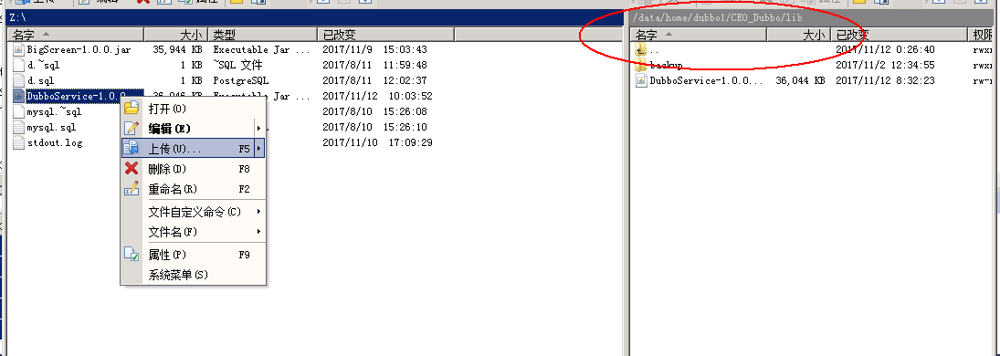 上传
编辑
属性
Z:\
名字 大小 类型 已改变
BigScreen-1.0.0.jar 35,944 KB Executable Jar ... 2017/11/9 15:03:43
d.~sql 1 KB ~SQL 文件 2017/8/11 11:59:48
d.sql 1 KB PostgreSQL 2017/8/11 12:02:37
DubboService-1.0.0 36,046 KB Executable Jar ... 2017/11/12 10:03:52
mysql.~sql 2017/8/10 15:26:08
mysql.sql 2017/8/10 15:26:10
stdout.log 2017/11/10 17:09:29
打开(O)
编辑(E)
上传(U)... F5
删除(D) F8
重命名(R) F2
文件自定义命令(C)
文件名(F)
属性(P) F9
系统菜单(S)
/data/home/dubbo1/CEO_Dubbo/lib
名字 大小 已改变 权限
.. 2017/11/12 0:26:40 rwx
backup 2017/11/2 12:34:55 rwx
DubboService-1.0.0... 36,044 KB 2017/11/12 8:32:23 rw-r